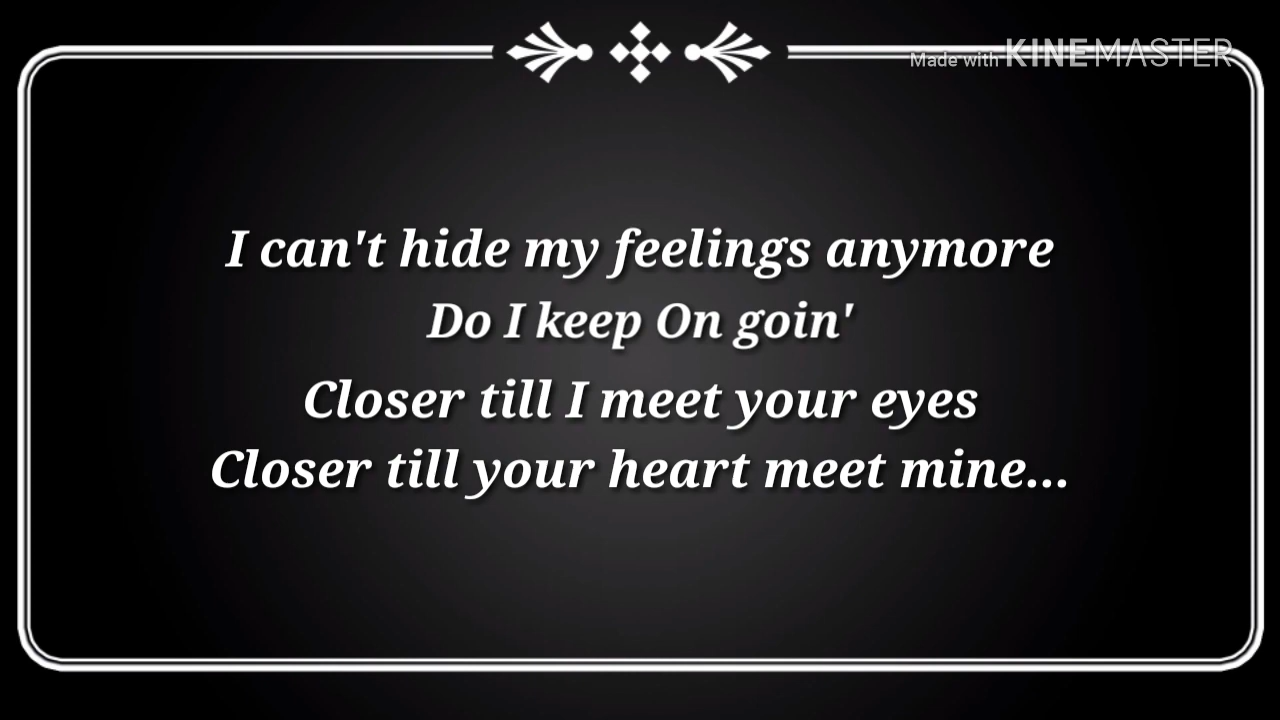 Made with KINEMASTER
I can't hide my feelings anymore
Do I keep On goin'
Closer till I meet your eyes
Closer till your heart meet mine...